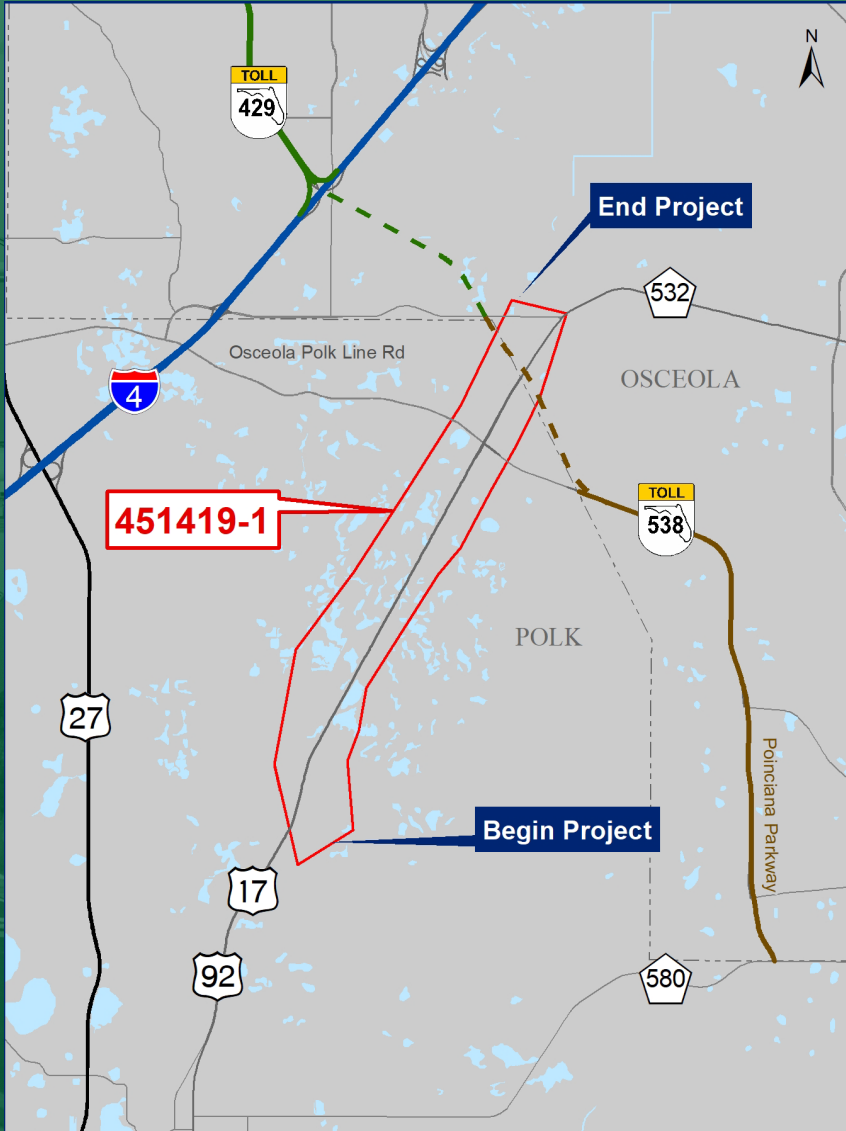 N
TOLL
429
End Project
532
Osceola Polk Line Rd
OSCEOLA
4
TOLL
538
451419-1
POLK
27
Poinciana Parkway
Begin Project
17
92
580